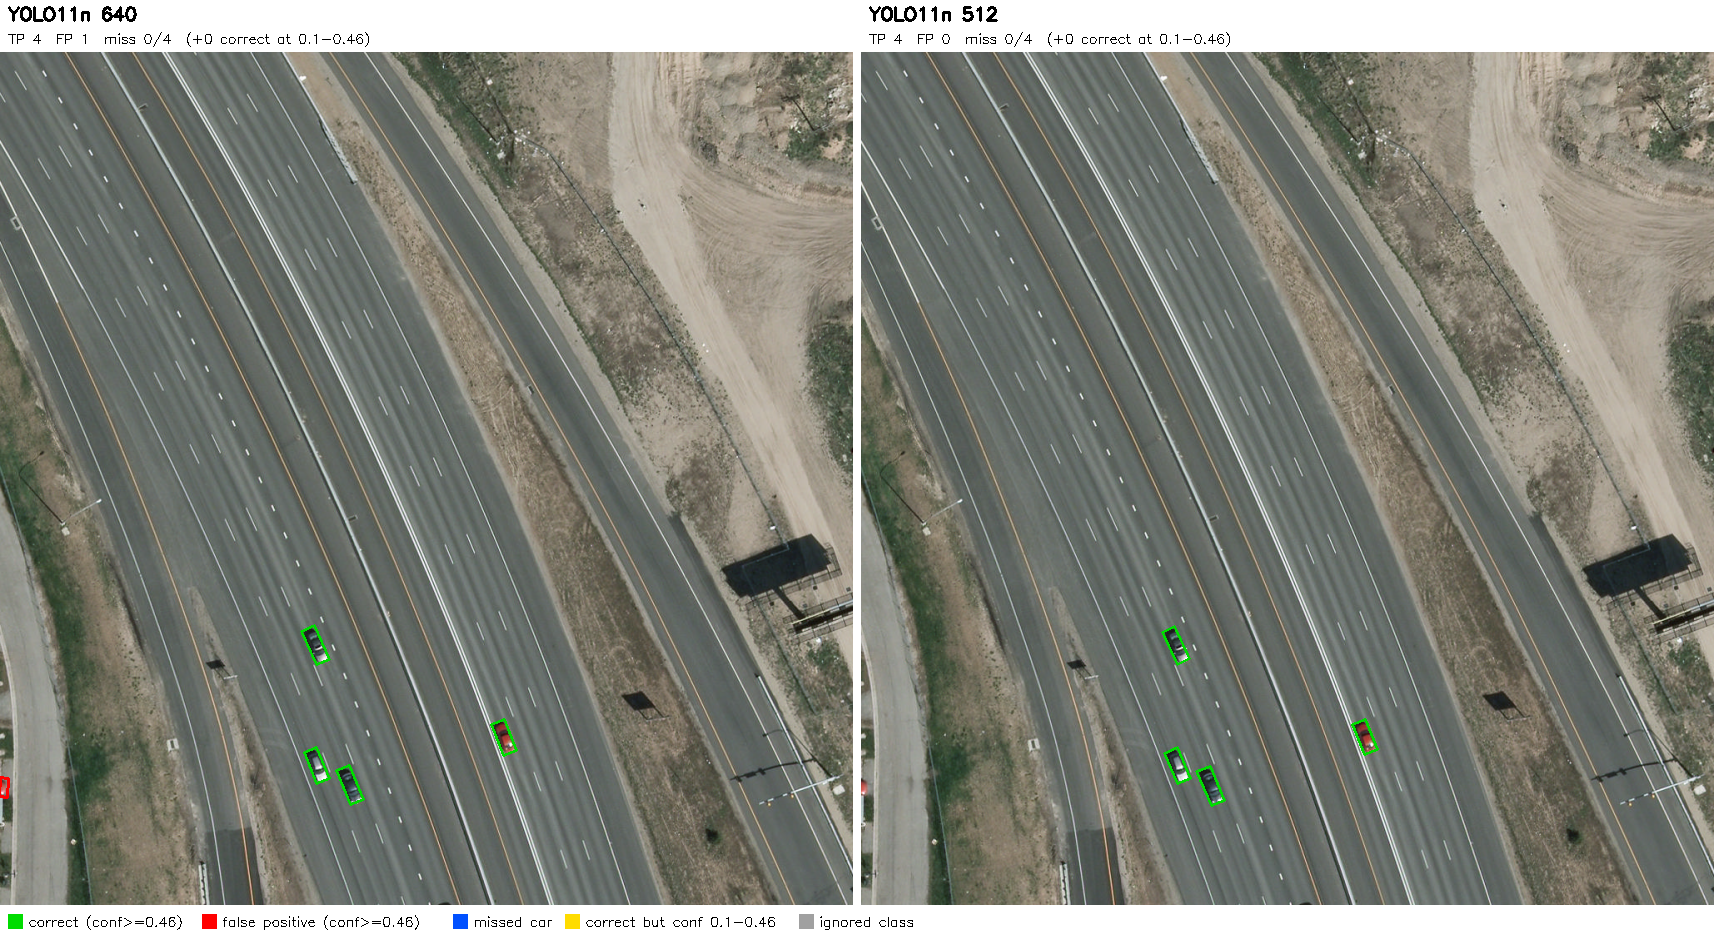 YOLO11n 640
TP 4 FP 1 miss 0/4 (+0 correct at 0.1-0.46)
YOLO11n 512
TP 4 FP 0 miss 0/4 (+0 correct at 0.1-0.46)
correct (conf>=0.46)
false positive (conf>=0.46)
missed car
correct but conf 0.1-0.46
ignored class